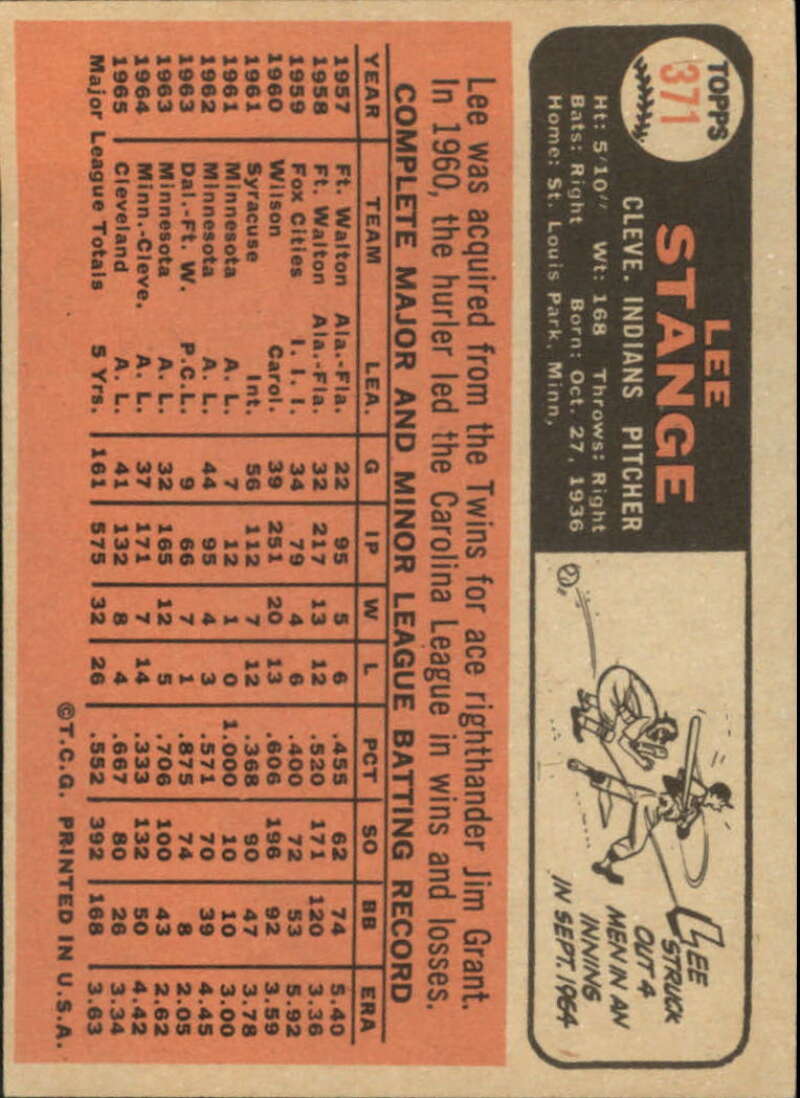 TOPPS
371
LEE
STANGE
CLEVE. INDIANS PITCHER
Ht: 5'10" Wt: 168 Throws: Right
Bats: Right Born: Oct. 27, 1936
Home: St. Louis Park, Minn,
LEE
STRUCK
OUT 4
MEN IN AN
INNING
IN SEPT. 1964
Lee was acquired from the Twins for ace righthander Jim Grant.
In 1960, the hurler led the Carolina League in wins and losses.
COMPLETE MAJOR AND MINOR LEAGUE BATTING RECORD
YEAR TEAM LEA. G IP W L PCT SO BB ERA
1957 Ft. Walton Ala.-Fla. 22 95 5 6 .455 62 74 5.40
1958 Ft. Walton Ala.-Fla. 32 217 13 12 .520 171 120 3.36
1959 Fox Cities I. I. I. 34 79 4 6 .400 72 53 5.92
1960 Wilson Carol. 39 251 20 13 .606 196 92 3.59
1961 Syracuse Int. 56 112 7 12 .368 90 47 3.78
1961 Minnesota A. L. 7 12 1 0 1.000 10 10 3.00
1962 Minnesota A. L. 44 95 4 3 .571 70 39 4.45
1963 Dal.-Ft. W. P.C.L. 9 66 7 1 .875 74 8 2.05
1963 Minnesota A. L. 32 165 12 5 .706 100 43 2.62
1964 Minn.-Cleve. A. L. 37 171 7 14 .333 132 50 4.42
1965 Cleveland A. L. 41 132 8 4 .667 80 26 3.34
Major League Totals 5 Yrs. 161 575 32 26 .552 392 168 3.63
©T.C.G. PRINTED IN U.S.A.